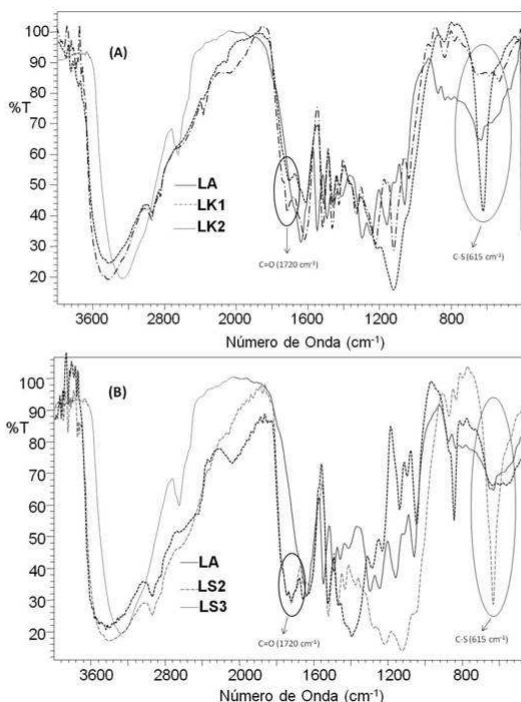 (A)
100
90
%T
80
70
60
50
40
30
20
LA
LK1
LK2
C=O (1720 cm⁻¹)
C-S (615 cm⁻¹)
3600 2800 2000 1600 1200 800
Número de Onda (cm⁻¹)
(B)
100
90
%T
80
70
60
50
40
30
20
LA
LS2
LS3
C=O (1720 cm⁻¹)
C-S (615 cm⁻¹)
3600 2800 2000 1600 1200 800
Número de Onda (cm⁻¹)